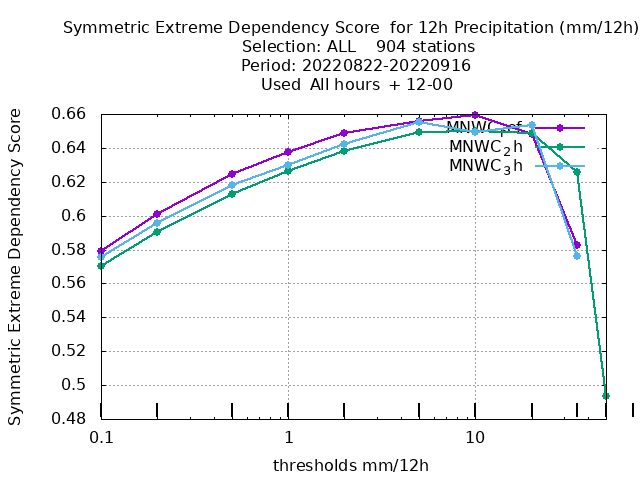 Symmetric Extreme Dependency Score for 12h Precipitation (mm/12h)
Selection: ALL 904 stations
Period: 20220822-20220916
Used All hours + 12-00
Symmetric Extreme Dependency Score
0.66
0.64
0.62
0.6
0.58
0.56
0.54
0.52
0.5
0.48
MNWC2h
MNWC3h
0.1
1
10
thresholds mm/12h